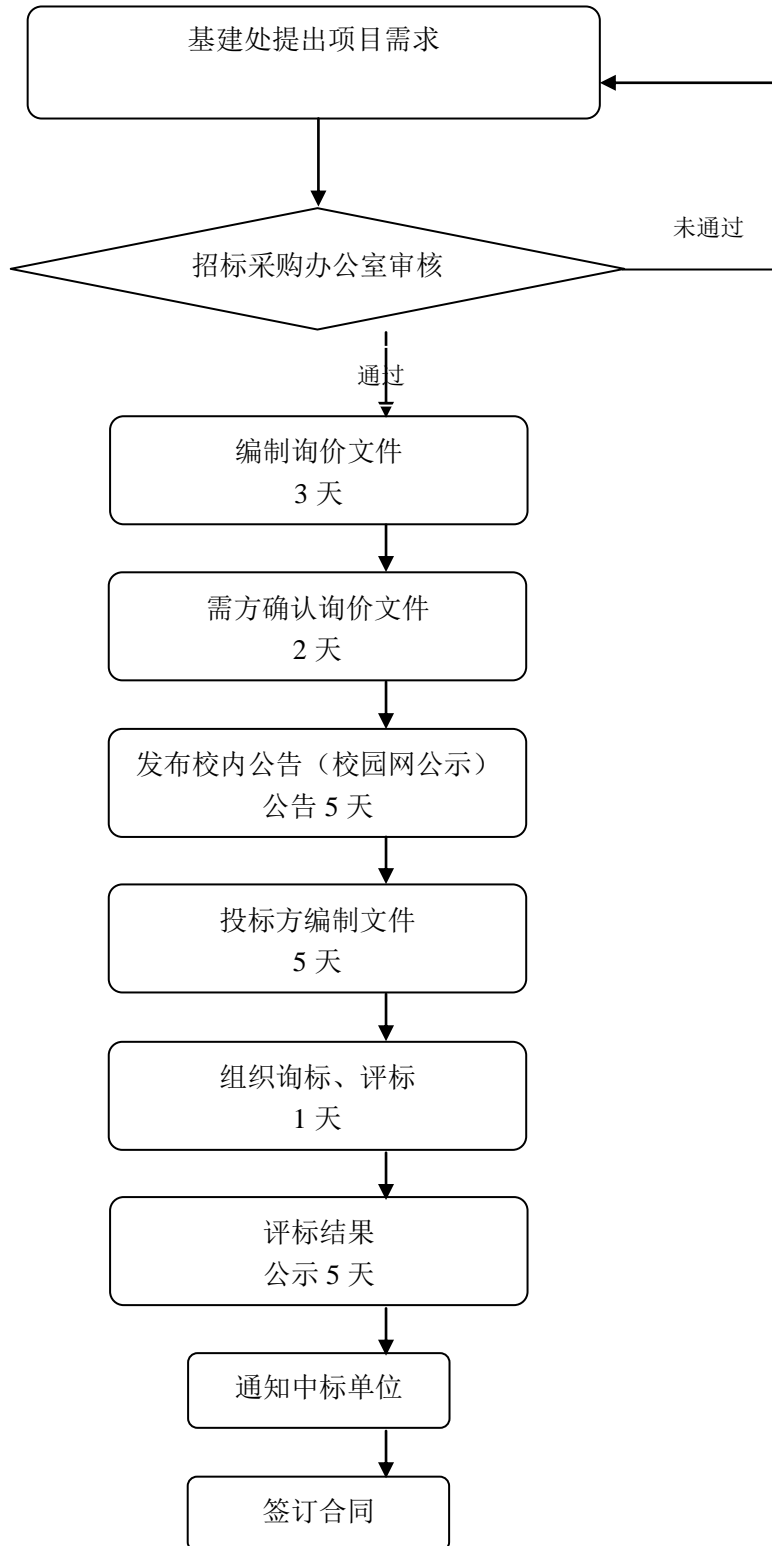 基建处提出项目需求
未通过
招标采购办公室审核
通过
编制询价文件
3 天
需方确认询价文件
2 天
发布校内公告（校园网公示）
公告 5 天
投标方编制文件
5 天
组织询标、评标
1 天
评标结果
公示 5 天
通知中标单位
签订合同